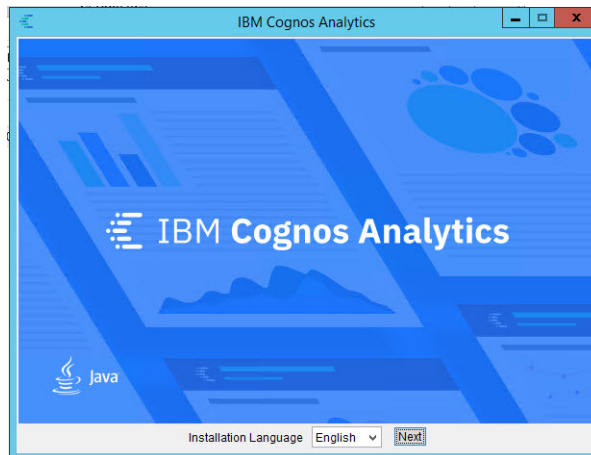 IBM Cognos Analytics
IBM Cognos Analytics
Java
Installation Language English Next